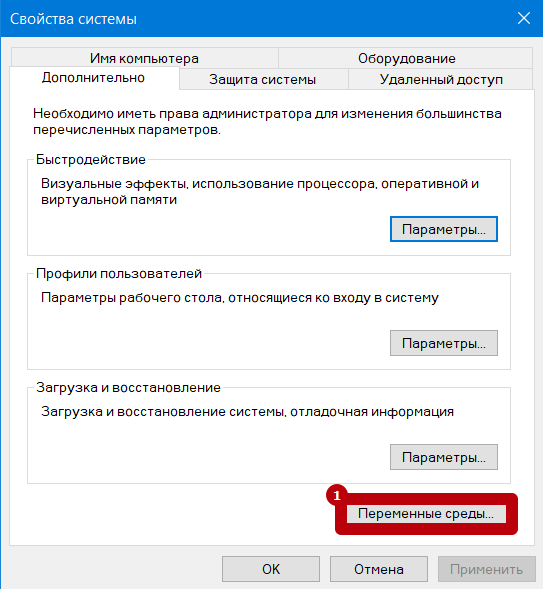 Свойства системы
Имя компьютера
Оборудование
Дополнительно
Защита системы
Удаленный доступ
Необходимо иметь права администратора для изменения большинства
перечисленных параметров.
Быстродействие
Визуальные эффекты, использование процессора, оперативной и
виртуальной памяти
Параметры...
Профили пользователей
Параметры рабочего стола, относящиеся ко входу в систему
Параметры...
Загрузка и восстановление
Загрузка и восстановление системы, отладочная информация
Параметры...
1
Переменные среды...
OK
Отмена
Применить